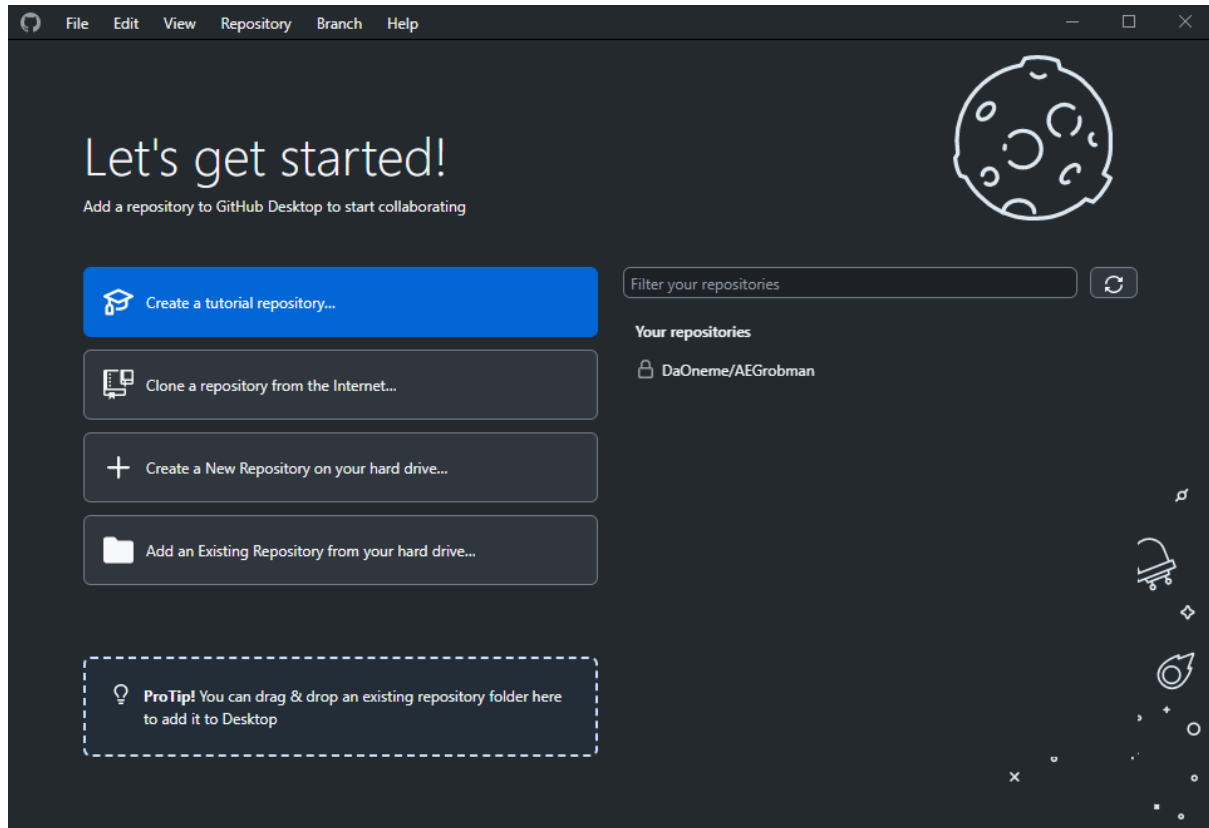 File Edit View Repository Branch Help
Let's get started!
Add a repository to GitHub Desktop to start collaborating
Create a tutorial repository...
Clone a repository from the Internet...
Create a New Repository on your hard drive...
Add an Existing Repository from your hard drive...
ProTip! You can drag & drop an existing repository folder here
to add it to Desktop
Filter your repositories
Your repositories
DaOneme/AEGrobman